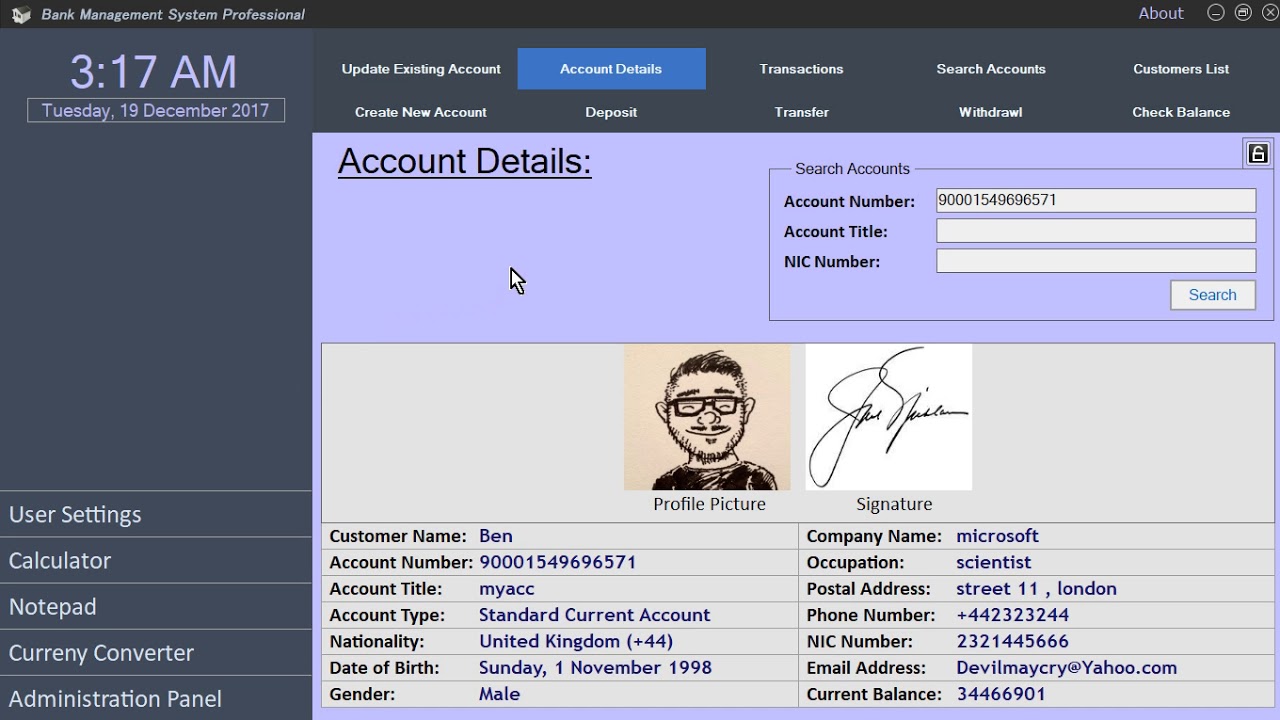 Bank Management System Professional
About
3:17 AM
Tuesday, 19 December 2017
Update Existing Account
Account Details
Transactions
Search Accounts
Customers List
Create New Account
Deposit
Transfer
Withdrawl
Check Balance
Account Details:
Search Accounts
Account Number: 90001549696571
Account Title:
NIC Number:
Search
Profile Picture
Signature
Customer Name: Ben
Account Number: 90001549696571
Account Title: myacc
Account Type: Standard Current Account
Nationality: United Kingdom (+44)
Date of Birth: Sunday, 1 November 1998
Gender: Male
Company Name: microsoft
Occupation: scientist
Postal Address: street 11 , london
Phone Number: +442323244
NIC Number: 2321445666
Email Address: Devilmaycry@Yahoo.com
Current Balance: 34466901
User Settings
Calculator
Notepad
Curreny Converter
Administration Panel